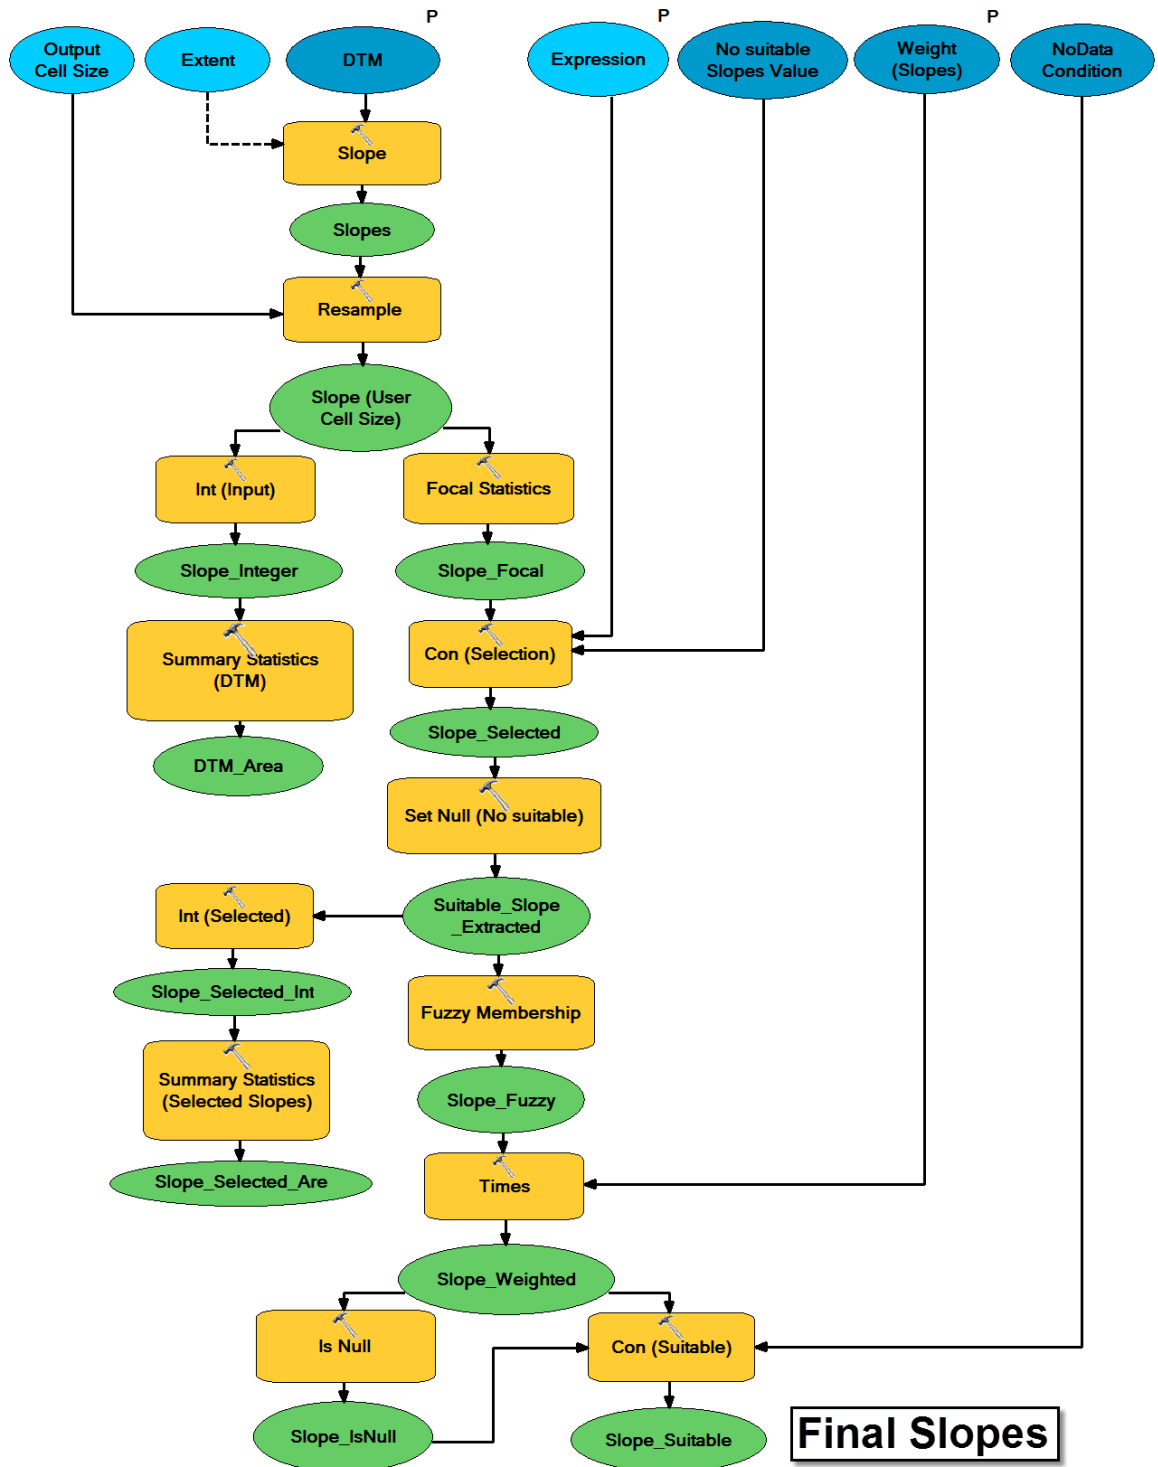 P
P
P
Output
Cell Size
Extent
DTM
Expression
No suitable
Slopes Value
Weight
(Slopes)
NoData
Condition
Slope
Slopes
Resample
Slope (User
Cell Size)
Int (Input)
Focal Statistics
Slope_Integer
Slope_Focal
Summary Statistics
(DTM)
Con (Selection)
DTM_Area
Slope_Selected
Set Null (No suitable)
Int (Selected)
Suitable_Slope
_Extracted
Slope_Selected_Int
Fuzzy Membership
Summary Statistics
(Selected Slopes)
Slope_Fuzzy
Slope_Selected_Are
Times
Slope_Weighted
Is Null
Con (Suitable)
Slope_IsNull
Slope_Suitable
Final Slopes